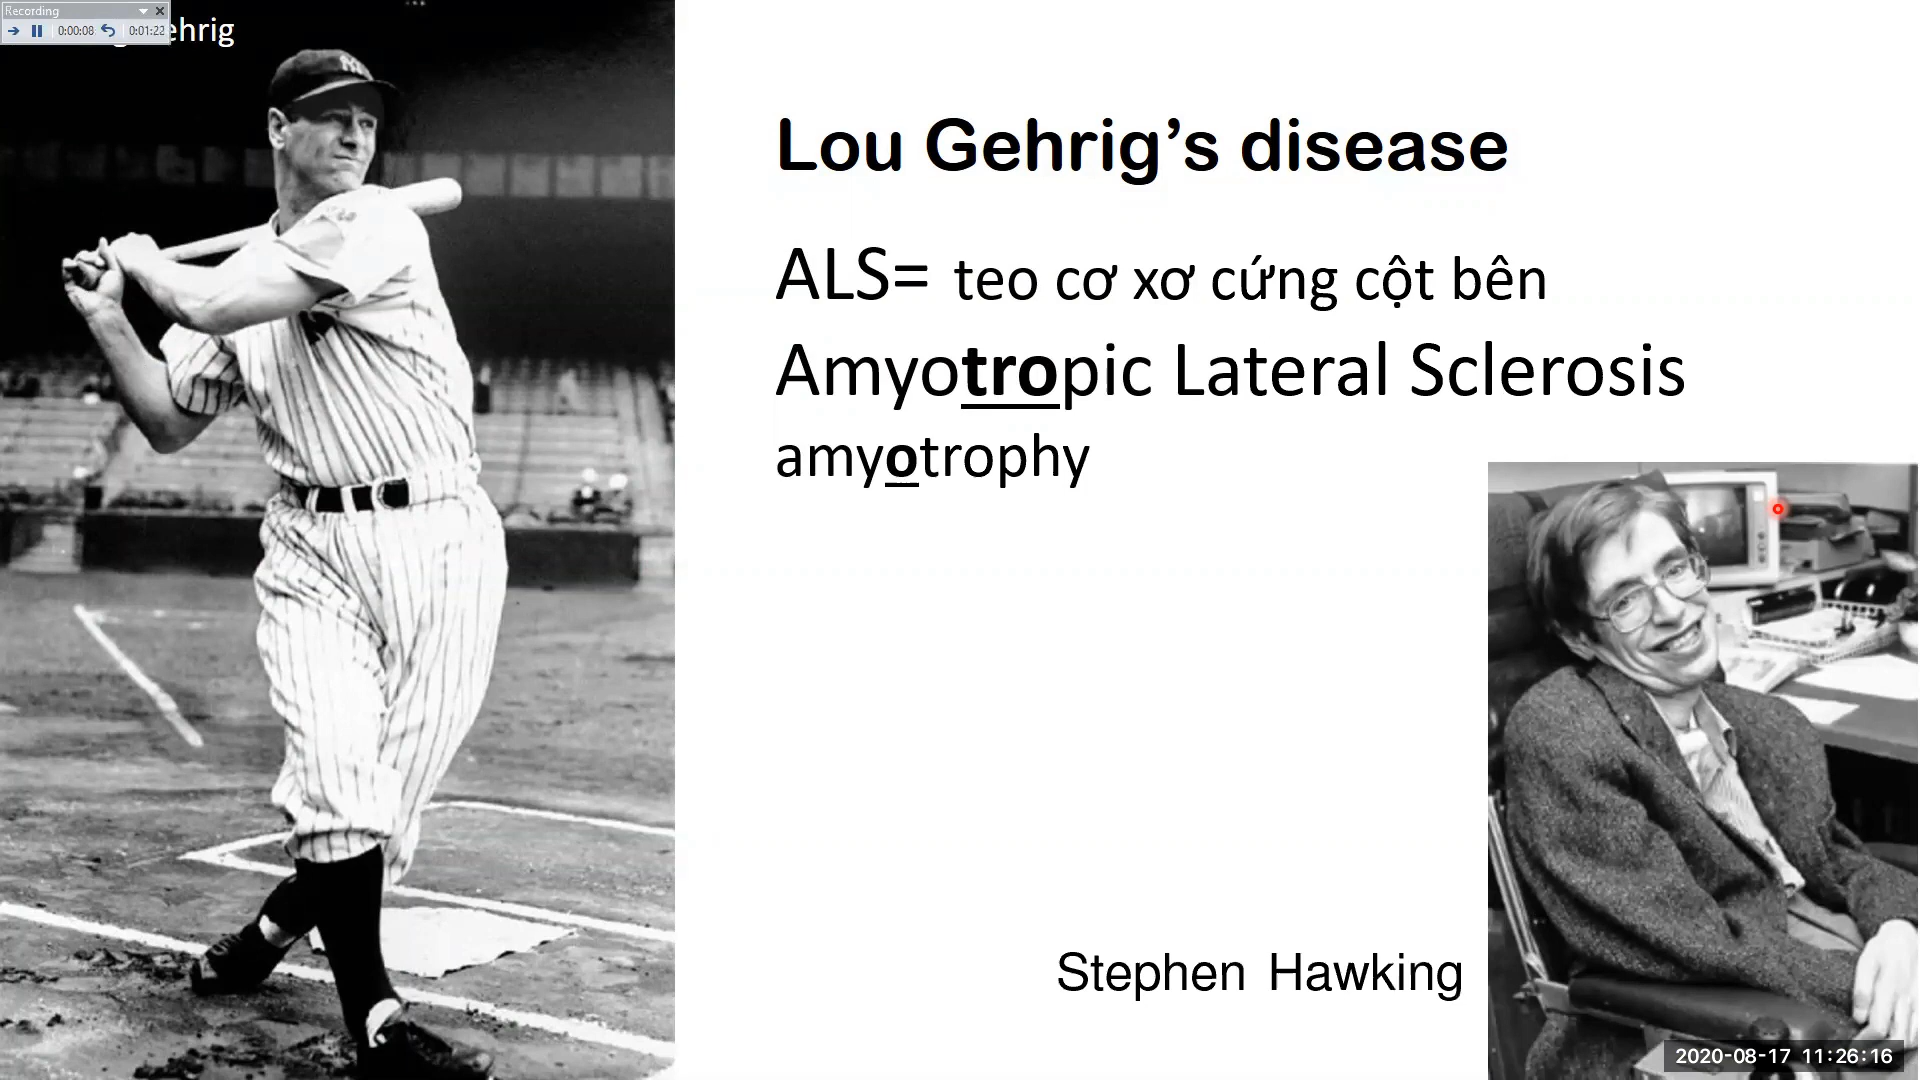 Recording
0:00:08 0:01:22
ehrig
Lou Gehrig’s disease
ALS= teo cơ xơ cứng cột bên
Amyotropic Lateral Sclerosis
amyotrophy
Stephen Hawking
2020-08-17 11:26:16